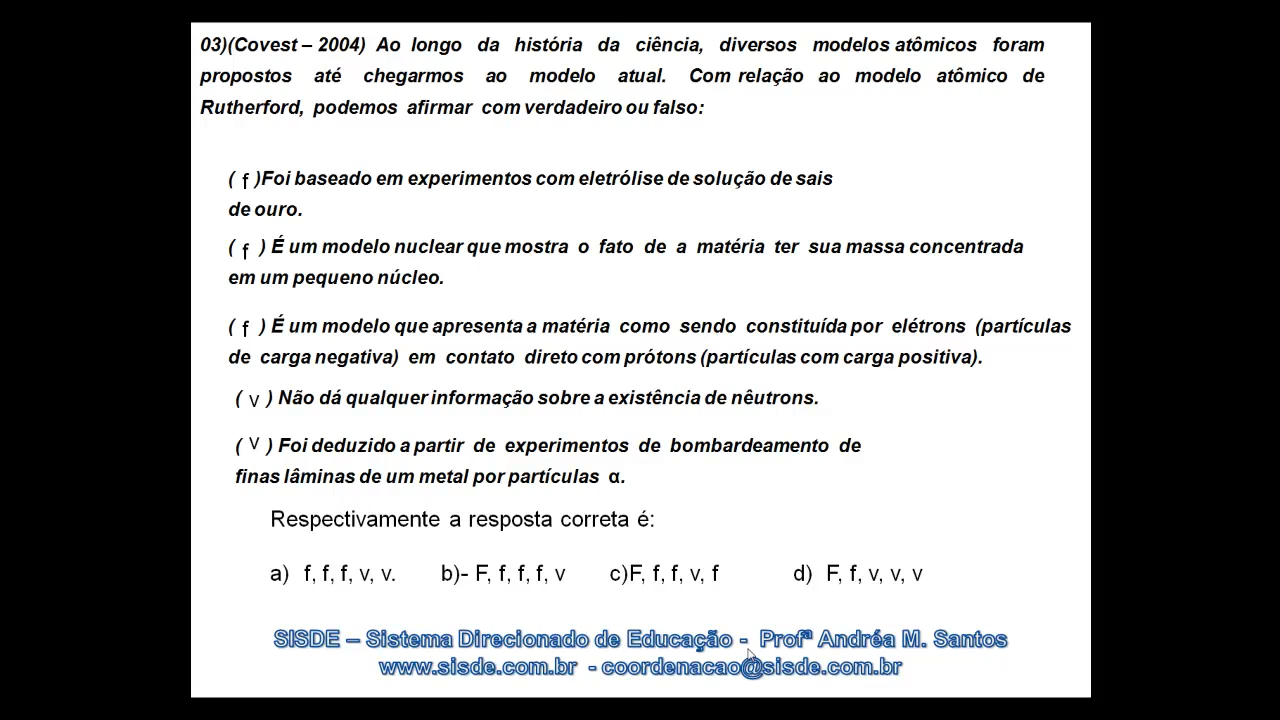 03)(Covest – 2004) Ao longo da história da ciência, diversos modelos atômicos foram
propostos até chegarmos ao modelo atual. Com relação ao modelo atômico de
Rutherford, podemos afirmar com verdadeiro ou falso:
( f )Foi baseado em experimentos com eletrólise de solução de sais
de ouro.
( f ) É um modelo nuclear que mostra o fato de a matéria ter sua massa concentrada
em um pequeno núcleo.
( f ) É um modelo que apresenta a matéria como sendo constituída por elétrons (partículas
de carga negativa) em contato direto com prótons (partículas com carga positiva).
( v ) Não dá qualquer informação sobre a existência de nêutrons.
( v ) Foi deduzido a partir de experimentos de bombardeamento de
finas lâminas de um metal por partículas α.
Respectivamente a resposta correta é:
a) f, f, f, v, v. b)- F, f, f, f, v c)F, f, f, v, f d) F, f, v, v, v
SISDE – Sistema Direcionado de Educação - Profª Andréa M. Santos
www.sisde.com.br - coordenacao@sisde.com.br